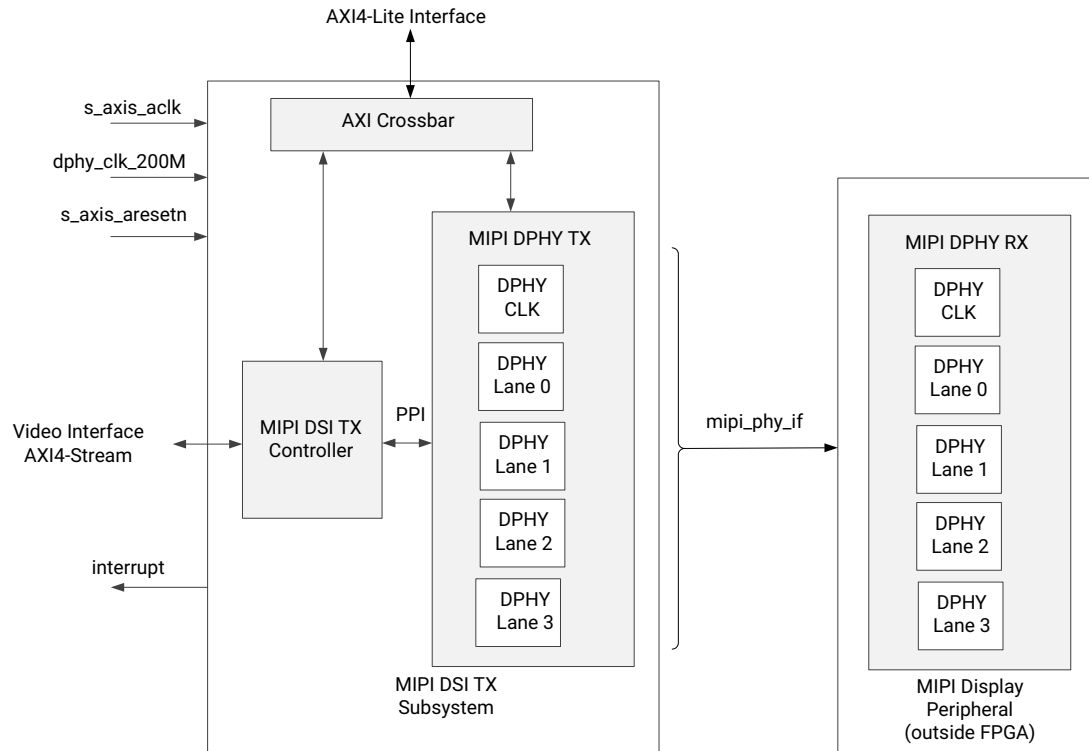 AXI4-Lite Interface
s_axis_aclk
dphy_clk_200M
s_axis_aresetn
Video Interface
AXI4-Stream
interrupt
AXI Crossbar
MIPI DSI TX
Controller
PPI
MIPI DPHY TX
DPHY
CLK
DPHY
Lane 0
DPHY
Lane 1
DPHY
Lane 2
DPHY
Lane 3
MIPI DSI TX
Subsystem
mipi_phy_if
MIPI DPHY RX
DPHY
CLK
DPHY
Lane 0
DPHY
Lane 1
DPHY
Lane 2
DPHY
Lane 3
MIPI Display
Peripheral
(outside FPGA)